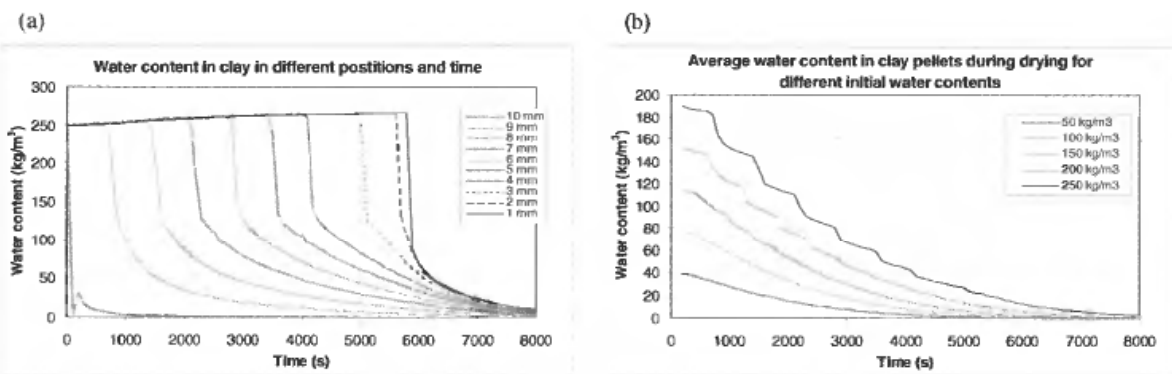 (a)
Water content in clay in different postitions and time
Water content (kg/m³)
300
250
200
150
100
50
0
0 1000 2000 3000 4000 5000 6000 7000 8000
Time (s)
10 mm
9 mm
8 mm
7 mm
6 mm
5 mm
4 mm
3 mm
2 mm
1 mm
(b)
Average water content in clay pellets during drying for
different initial water contents
Water content (kg/m³)
200
180
160
140
120
100
80
60
40
20
0
0 1000 2000 3000 4000 5000 6000 7000 8000
Time (s)
50 kg/m3
100 kg/m3
150 kg/m3
200 kg/m3
250 kg/m3